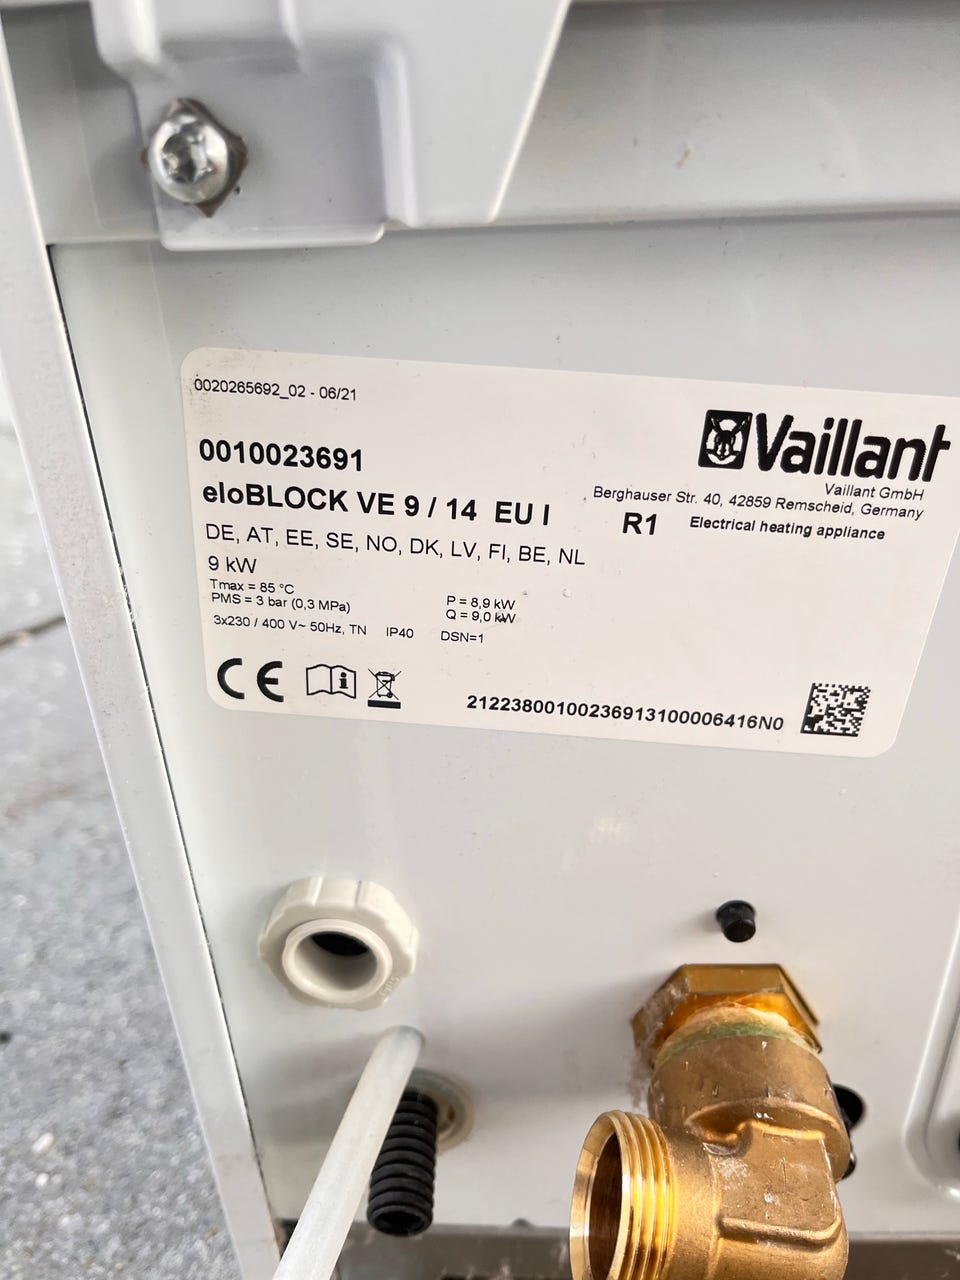 0020265692_02 - 06/21
Vaillant
Vaillant GmbH
Berghauser Str. 40, 42859 Remscheid, Germany
0010023691
eloBLOCK VE 9 / 14 EU I
R1 Electrical heating appliance
DE, AT, EE, SE, NO, DK, LV, FI, BE, NL
9 kW
Tmax = 85 °C
PMS = 3 bar (0,3 MPa)
P = 8,9 kW
Q = 9,0 kW
3x230 / 400 V~ 50Hz, TN IP40 DSN=1
CE
i
21223800100236913100006416N0